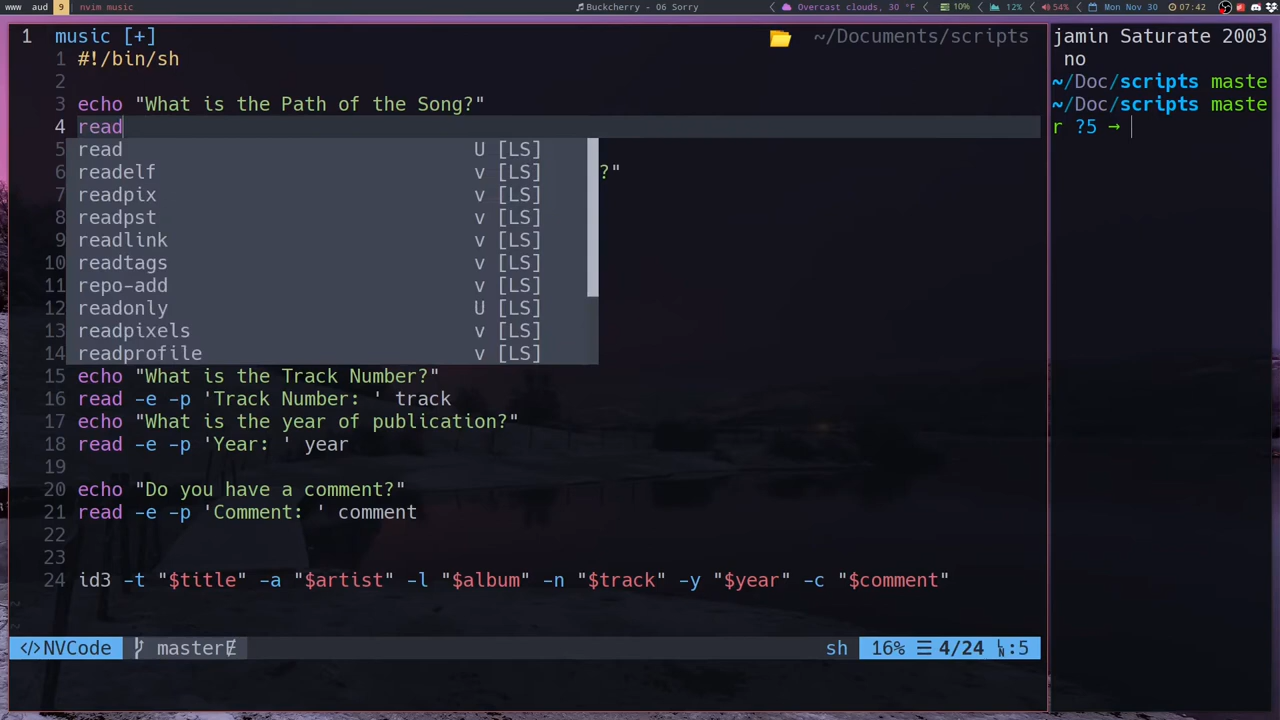 www aud 9 nvim music
Buckcherry - 06 Sorry
Overcast clouds, 30 °F 10% 12% 54% Mon Nov 30 07:42
1 music [+] ~/Documents/scripts
1 #!/bin/sh
2
3 echo "What is the Path of the Song?"
4 read
5 read U [LS]
6 readelf v [LS] ?"
7 readpix v [LS]
8 readpst v [LS]
9 readlink v [LS]
10 readtags v [LS]
11 repo-add v [LS]
12 readonly U [LS]
13 readpixels v [LS]
14 readprofile v [LS]
15 echo "What is the Track Number?"
16 read -e -p 'Track Number: ' track
17 echo "What is the year of publication?"
18 read -e -p 'Year: ' year
19
20 echo "Do you have a comment?"
21 read -e -p 'Comment: ' comment
22
23
24 id3 -t "$title" -a "$artist" -l "$album" -n "$track" -y "$year" -c "$comment"
~
~
</>NVCode master sh 16% ☰ 4/24 :5
jamin Saturate 2003
no
~/Doc/scripts maste
~/Doc/scripts maste
r ?5 →